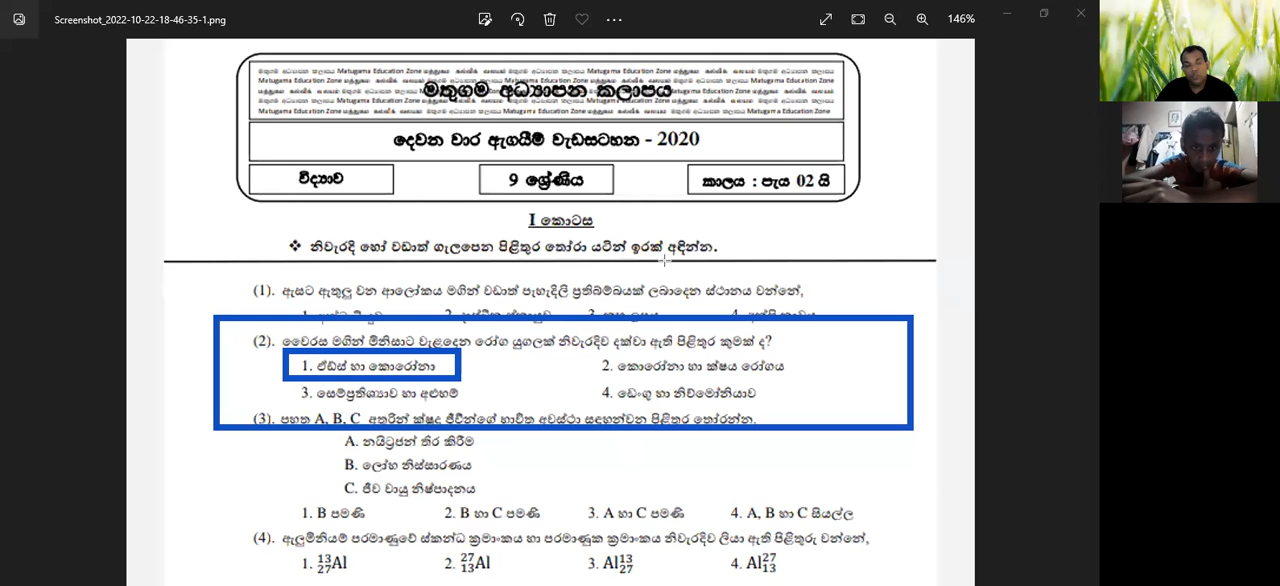 Screenshot_2022-10-22-18-46-35-1.png
146%
මතුගම අධ්‍යාපන කලාපය
දෙවන වාර ඇගයීම් වැඩසටහන - 2020
විද්‍යාව
9 ශ්‍රේණිය
කාලය : පැය 02 යි
I කොටස
❖ නිවැරදි හෝ වඩාත් ගැලපෙන පිළිතුර තෝරා යටින් ඉරක් අඳින්න.
(1). ඇසට ඇතුලු වන ආලෝකය මගින් වඩාත් පැහැදිලි ප්‍රතිබිම්බයක් ලබාදෙන ස්ථානය වන්නේ,
(2). වෛරස මගින් මිනිසාට වැළඳෙන රෝග යුගලක් නිවැරදිව දක්වා ඇති පිළිතුර කුමක් ද?
1. ඒඩ්ස් හා කොරෝනා 2. කොරෝනා හා ක්ෂය රෝගය
3. සෙම්ප්‍රතිශ්‍යාව හා අළුහම් 4. ඩෙංගු හා නිව්මෝනියාව
(3). පහත A, B, C අතරින් ක්ෂුද්‍ර ජීවීන්ගේ භාවිත අවස්ථා සඳහන්වන පිළිතුර තෝරන්න.
A. නයිට්‍රජන් තිර කිරීම
B. ලෝහ නිස්සාරණය
C. ජීව වායු නිෂ්පාදනය
1. B පමණි 2. B හා C පමණි 3. A හා C පමණි 4. A, B හා C සියල්ල
(4). ඇලුමිනියම් පරමාණුවේ ස්කන්ධ ක්‍රමාංකය හා පරමාණුක ක්‍රමාංකය නිවැරදිව ලියා ඇති පිළිතුරු වන්නේ,
1. ¹³₂₇Al 2. ²⁷₁₃Al 3. Al¹³₂₇ 4. Al²⁷₁₃